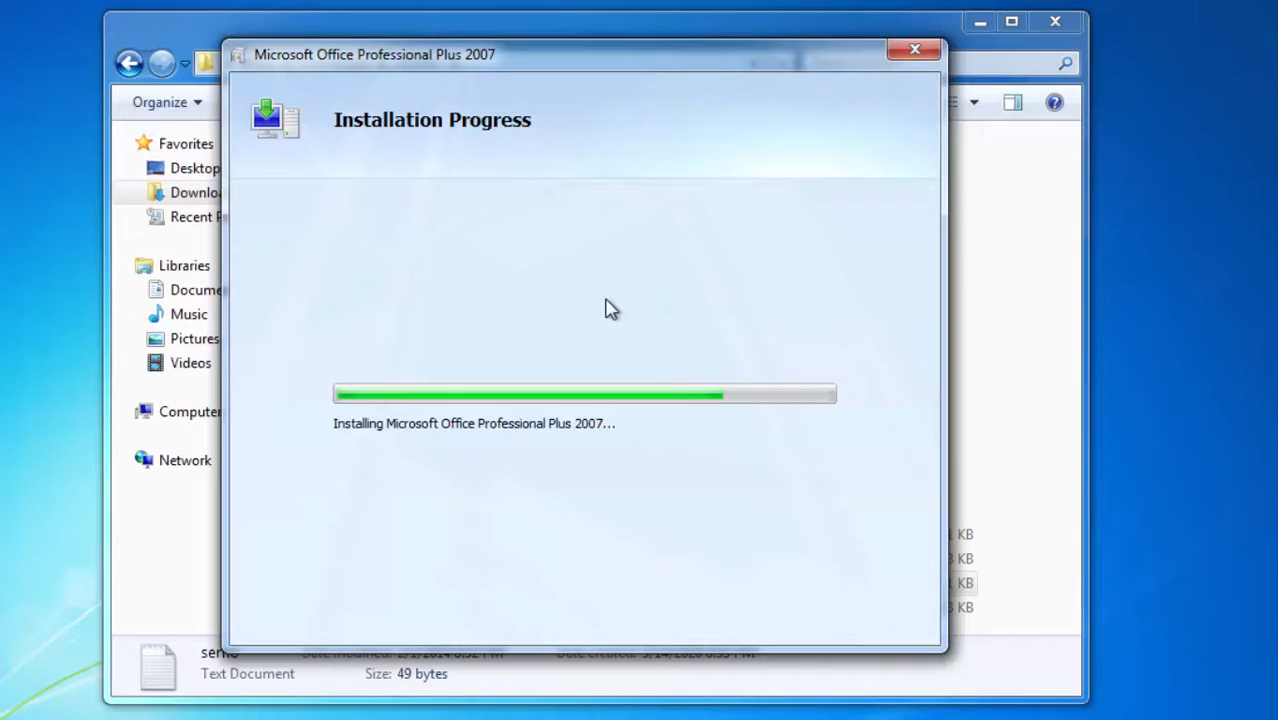 Microsoft Office Professional Plus 2007
Organize
Installation Progress
Favorites
Desktop
Downlo
Recent P
Libraries
Docume
Music
Pictures
Videos
Computer
Network
Installing Microsoft Office Professional Plus 2007...
KB
KB
KB
KB
Text Document
Size: 49 bytes